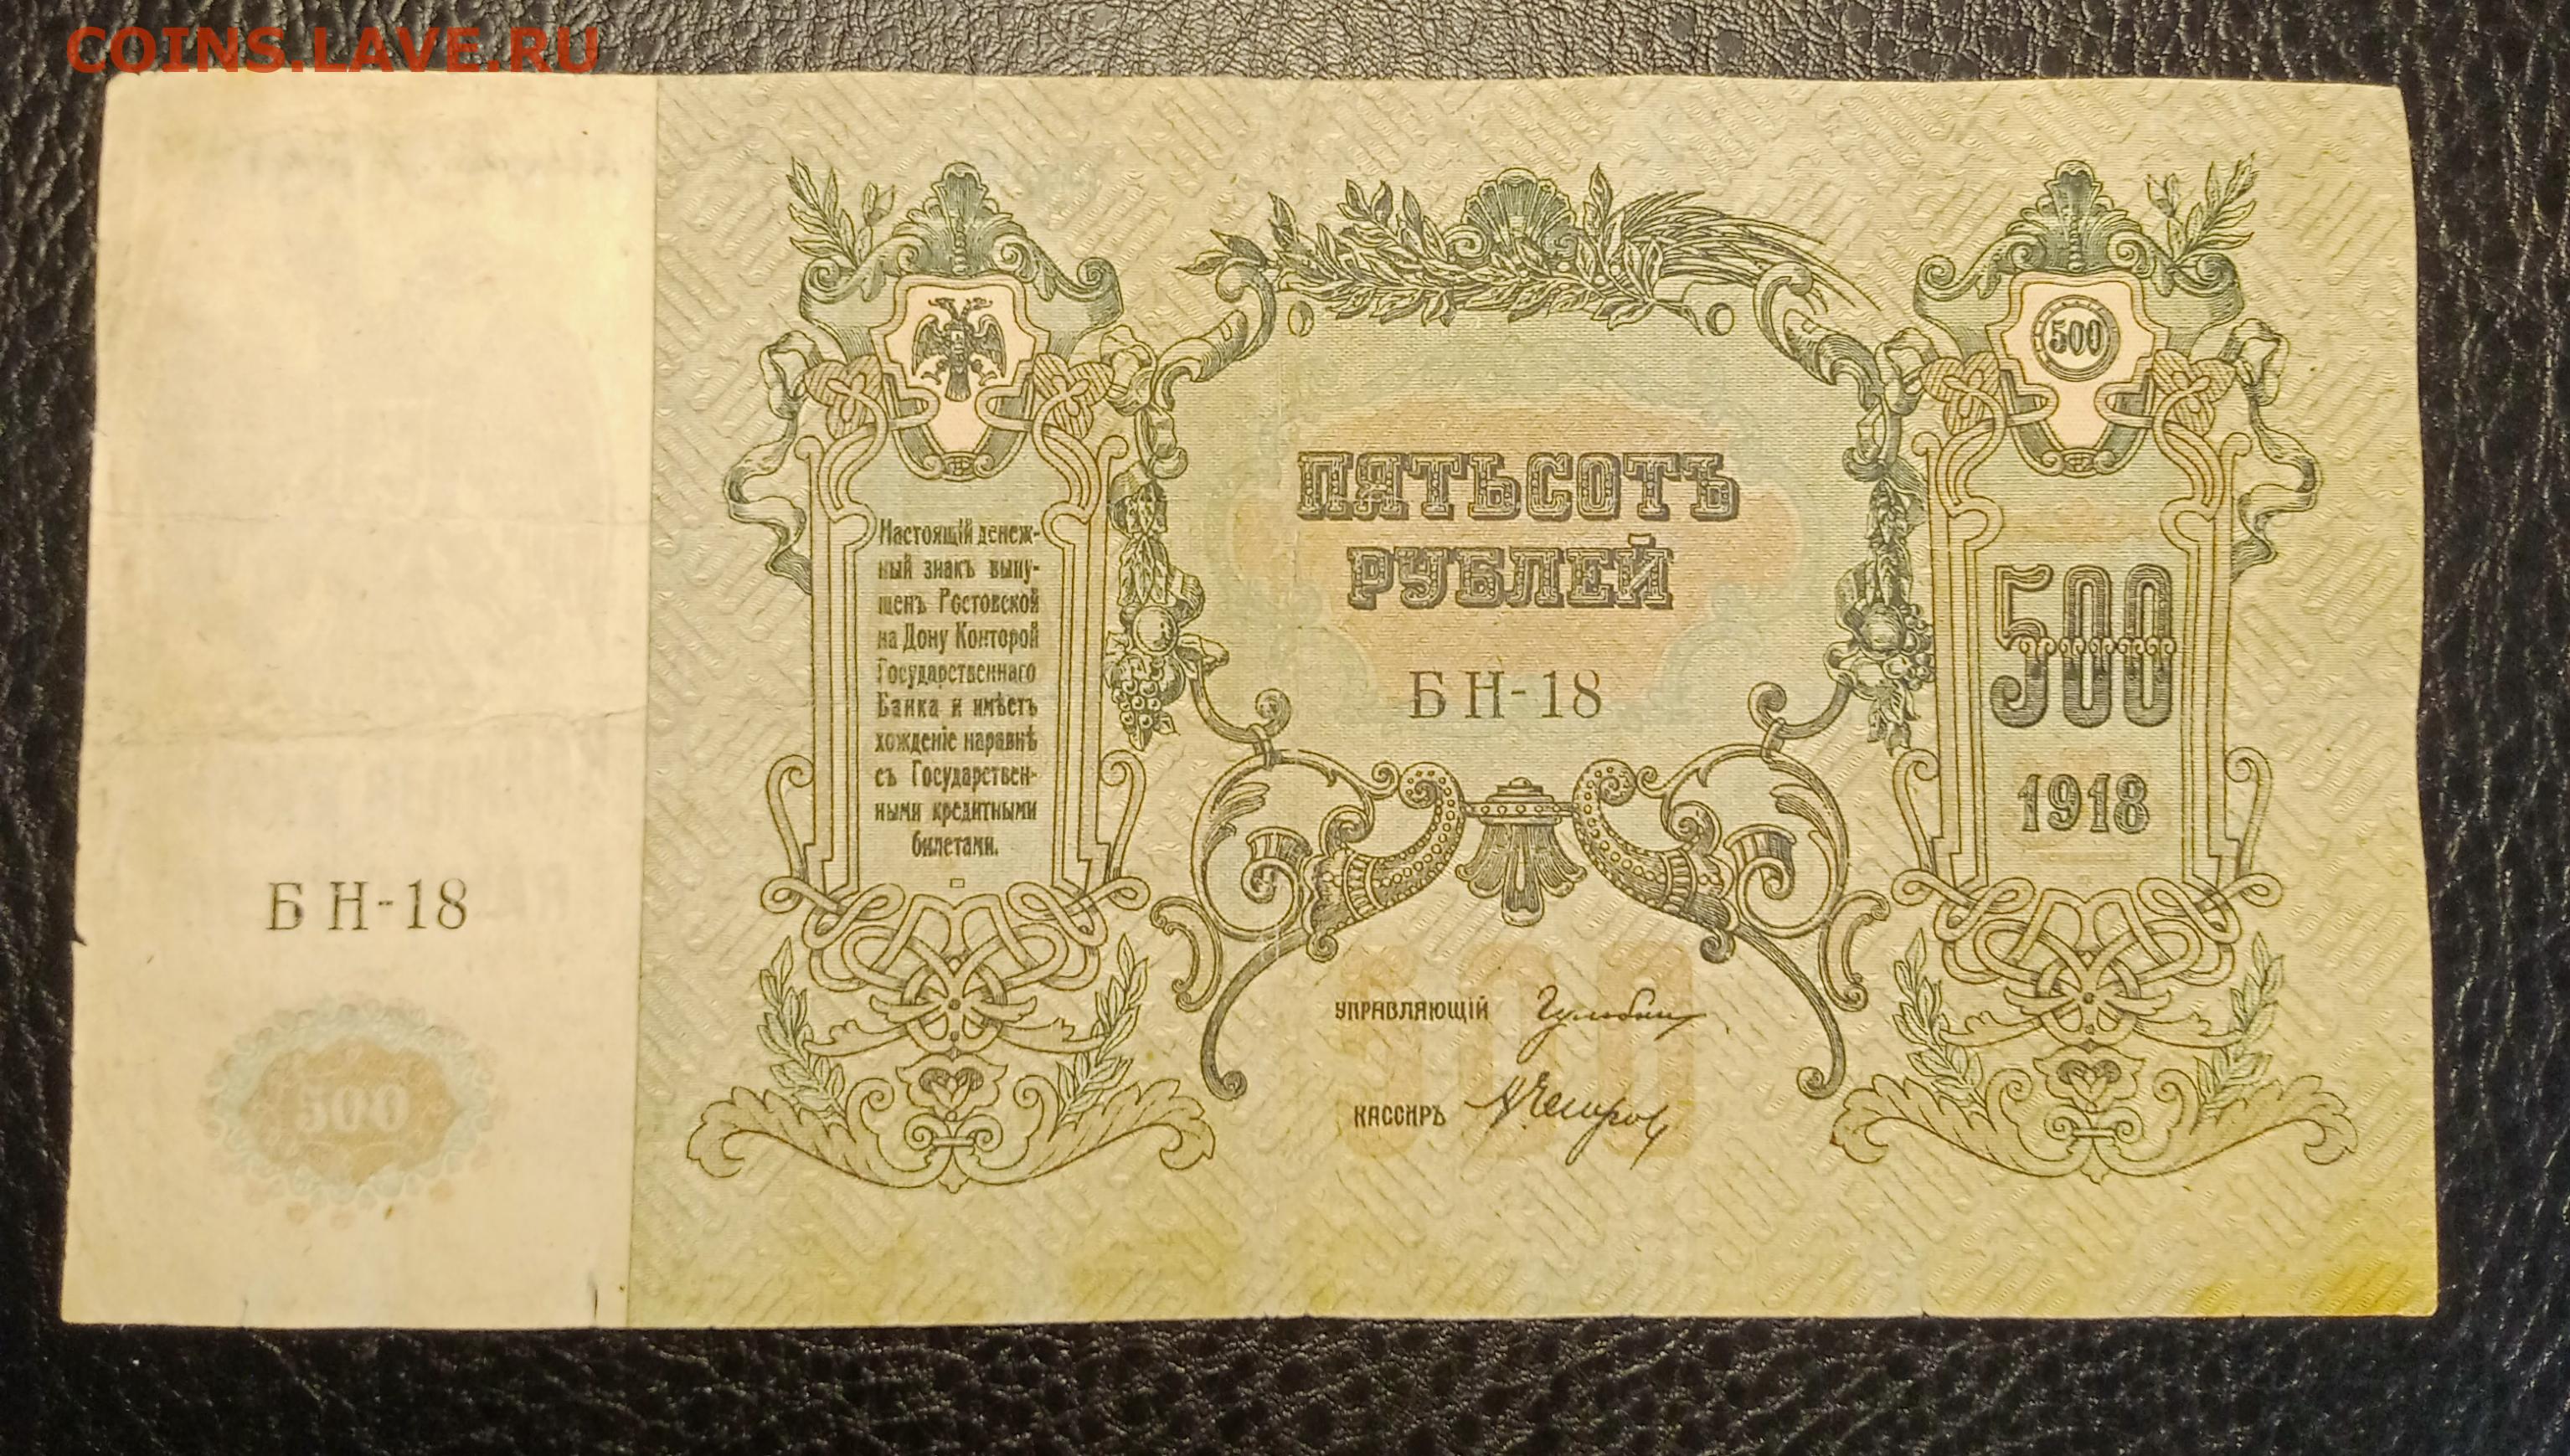 COINS.LAVE.RU
500
Настоящій денеж-
ный знакъ выпу-
щенъ Ростовской
на Дону Конторой
Государственнаго
Банка и имѣетъ
хожденіе наравнѣ
съ Государствен-
ными кредитными
билетами.
ПЯТЬСОТЪ
РУБЛЕЙ
БН-18
500
1918
БН-18
500
500
УПРАВЛЯЮЩІЙ
КАССИРЪ